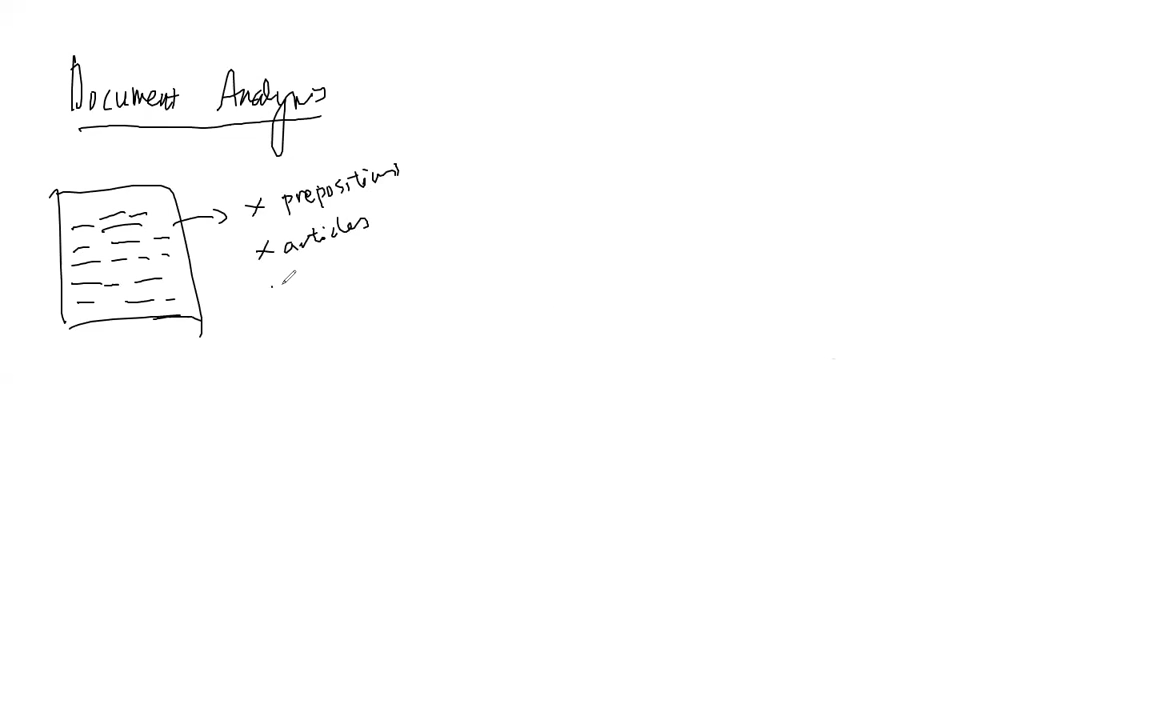 Document Analysis
x prepositions
x articles